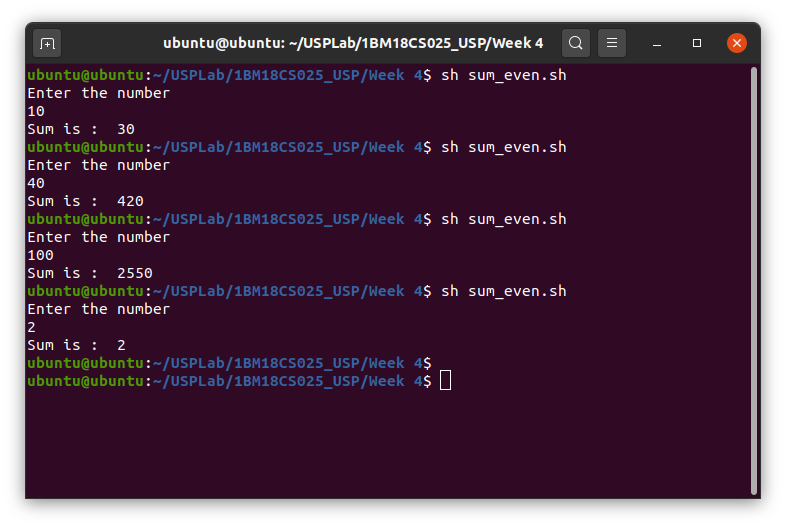 ubuntu@ubuntu: ~/USPLab/1BM18CS025_USP/Week 4
ubuntu@ubuntu:~/USPLab/1BM18CS025_USP/Week 4$ sh sum_even.sh
Enter the number
10
Sum is :  30
ubuntu@ubuntu:~/USPLab/1BM18CS025_USP/Week 4$ sh sum_even.sh
Enter the number
40
Sum is :  420
ubuntu@ubuntu:~/USPLab/1BM18CS025_USP/Week 4$ sh sum_even.sh
Enter the number
100
Sum is :  2550
ubuntu@ubuntu:~/USPLab/1BM18CS025_USP/Week 4$ sh sum_even.sh
Enter the number
2
Sum is :  2
ubuntu@ubuntu:~/USPLab/1BM18CS025_USP/Week 4$
ubuntu@ubuntu:~/USPLab/1BM18CS025_USP/Week 4$